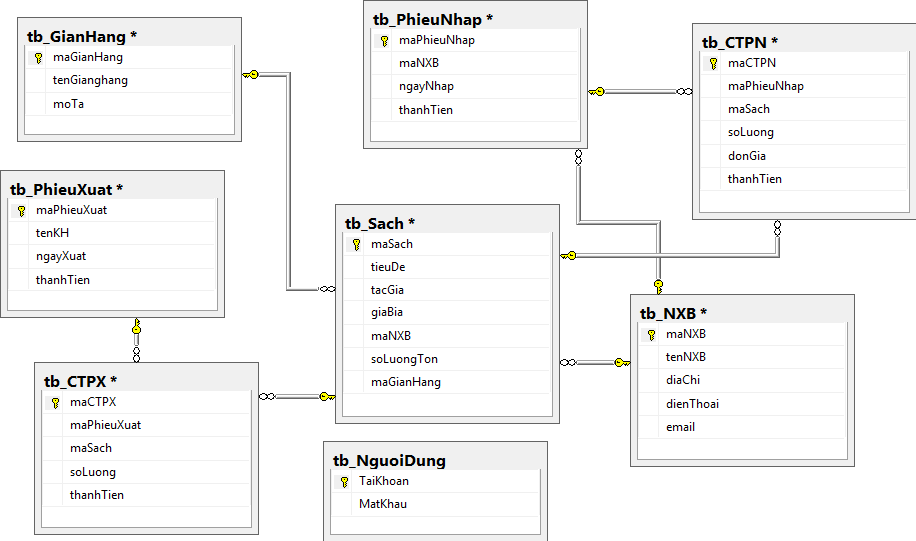 tb_GianHang *
maGianHang
tenGianghang
moTa
tb_PhieuNhap *
maPhieuNhap
maNXB
ngayNhap
thanhTien
tb_CTPN *
maCTPN
maPhieuNhap
maSach
soLuong
donGia
thanhTien
tb_PhieuXuat *
maPhieuXuat
tenKH
ngayXuat
thanhTien
tb_Sach *
maSach
tieuDe
tacGia
giaBia
maNXB
soLuongTon
maGianHang
tb_NXB *
maNXB
tenNXB
diaChi
dienThoai
email
tb_CTPX *
maCTPX
maPhieuXuat
maSach
soLuong
thanhTien
tb_NguoiDung
TaiKhoan
MatKhau